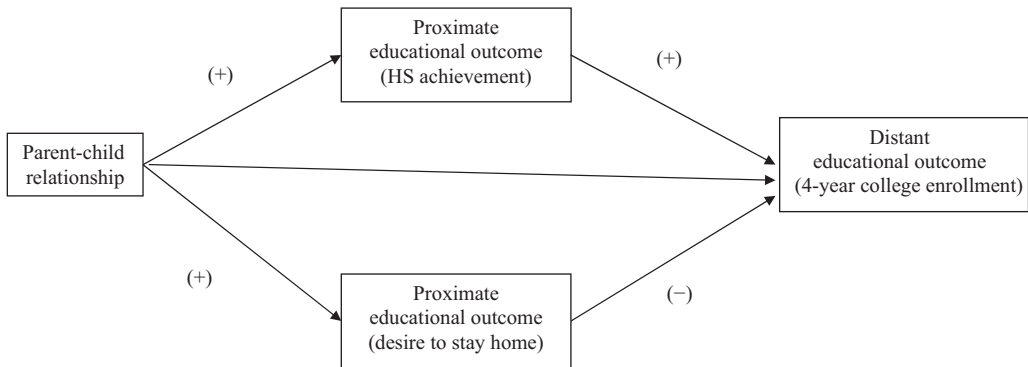 Proximate
educational outcome
(HS achievement)
(+)
(+)
Parent-child
relationship
Distant
educational outcome
(4-year college enrollment)
(+)
(−)
Proximate
educational outcome
(desire to stay home)